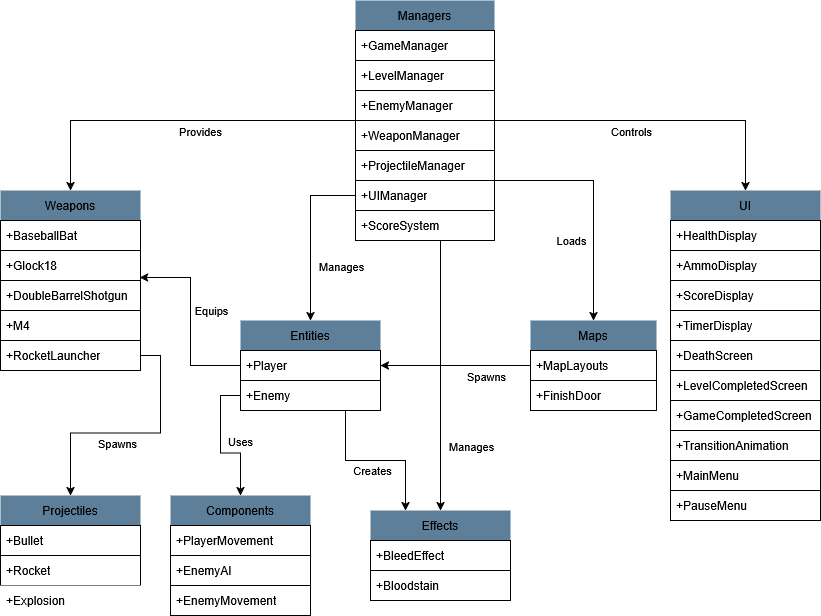 Managers
+GameManager
+LevelManager
+EnemyManager
+WeaponManager
+ProjectileManager
+UIManager
+ScoreSystem
Provides
Controls
Weapons
+BaseballBat
+Glock18
+DoubleBarrelShotgun
+M4
+RocketLauncher
UI
+HealthDisplay
+AmmoDisplay
+ScoreDisplay
+TimerDisplay
+DeathScreen
+LevelCompletedScreen
+GameCompletedScreen
+TransitionAnimation
+MainMenu
+PauseMenu
Loads
Manages
Equips
Entities
+Player
+Enemy
Maps
+MapLayouts
+FinishDoor
Spawns
Spawns
Uses
Manages
Creates
Projectiles
+Bullet
+Rocket
+Explosion
Components
+PlayerMovement
+EnemyAI
+EnemyMovement
Effects
+BleedEffect
+Bloodstain